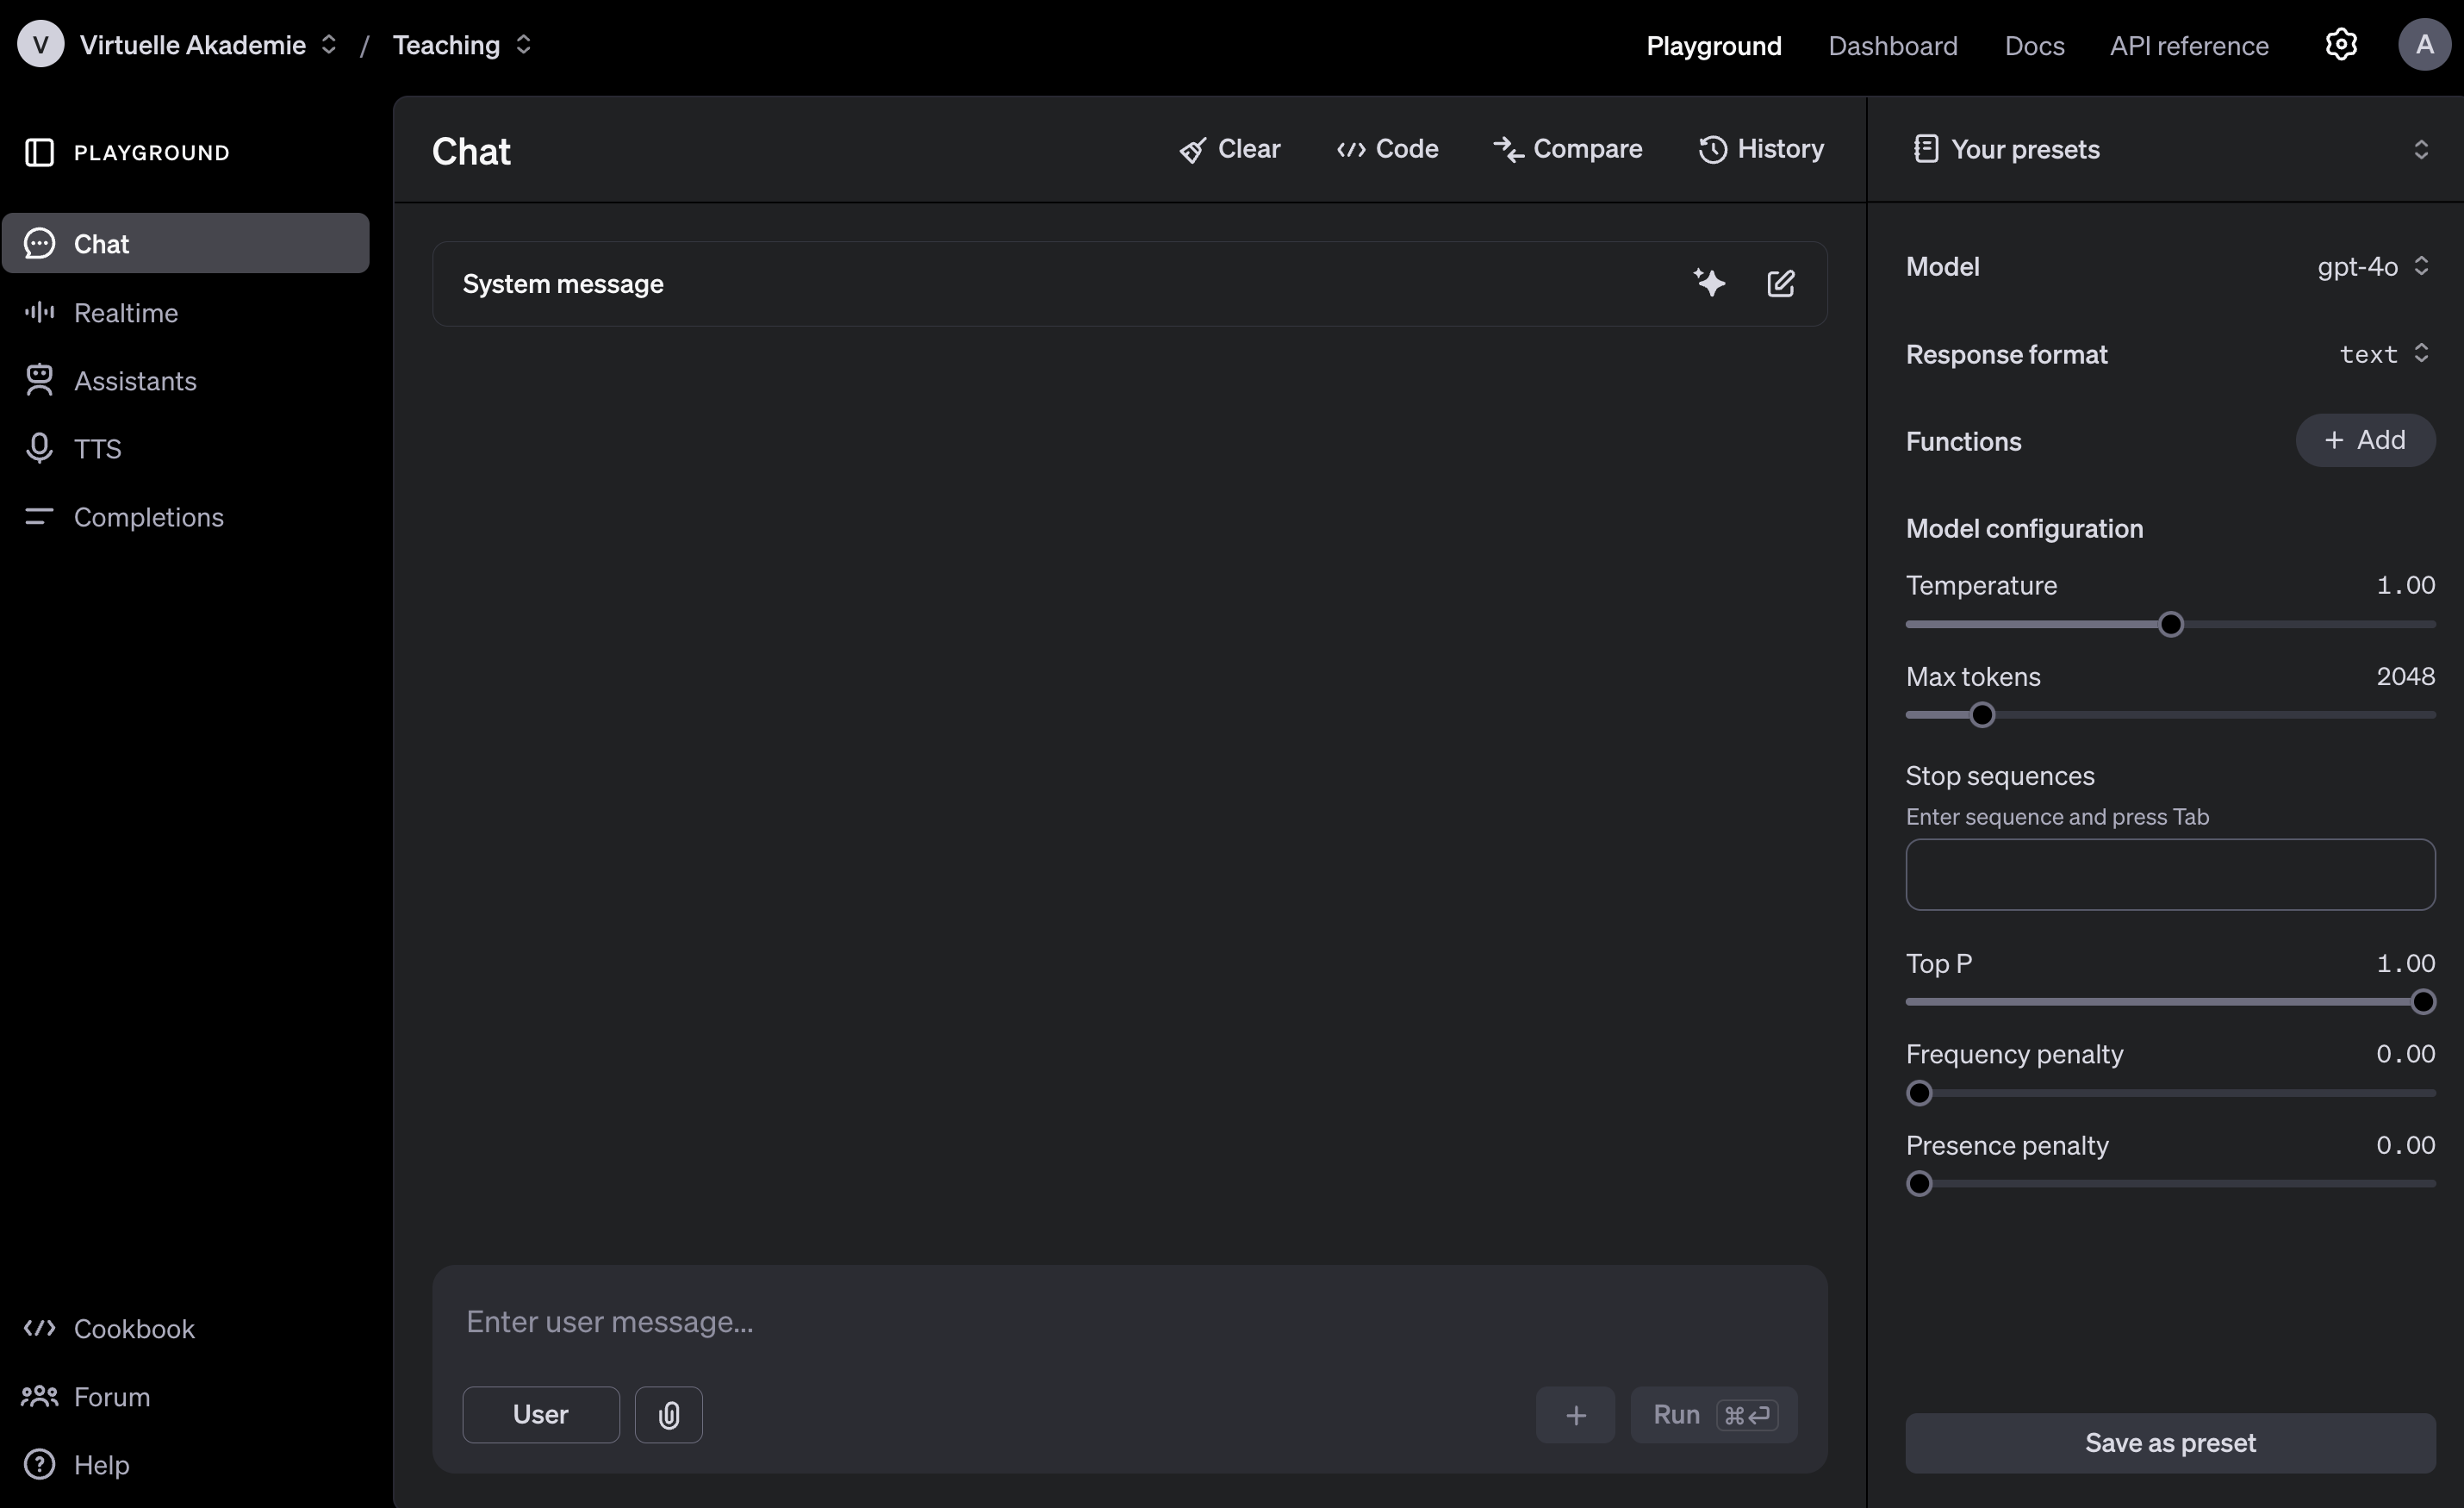 V Virtuelle Akademie / Teaching
Playground Dashboard Docs API reference A
PLAYGROUND
Chat
Realtime
Assistants
TTS
Completions
Cookbook
Forum
Help
Chat
Clear Code Compare History
System message
Enter user message...
User
Run ⌘↵
Your presets
Model gpt-4o
Response format text
Functions + Add
Model configuration
Temperature 1.00
Max tokens 2048
Stop sequences
Enter sequence and press Tab
Top P 1.00
Frequency penalty 0.00
Presence penalty 0.00
Save as preset